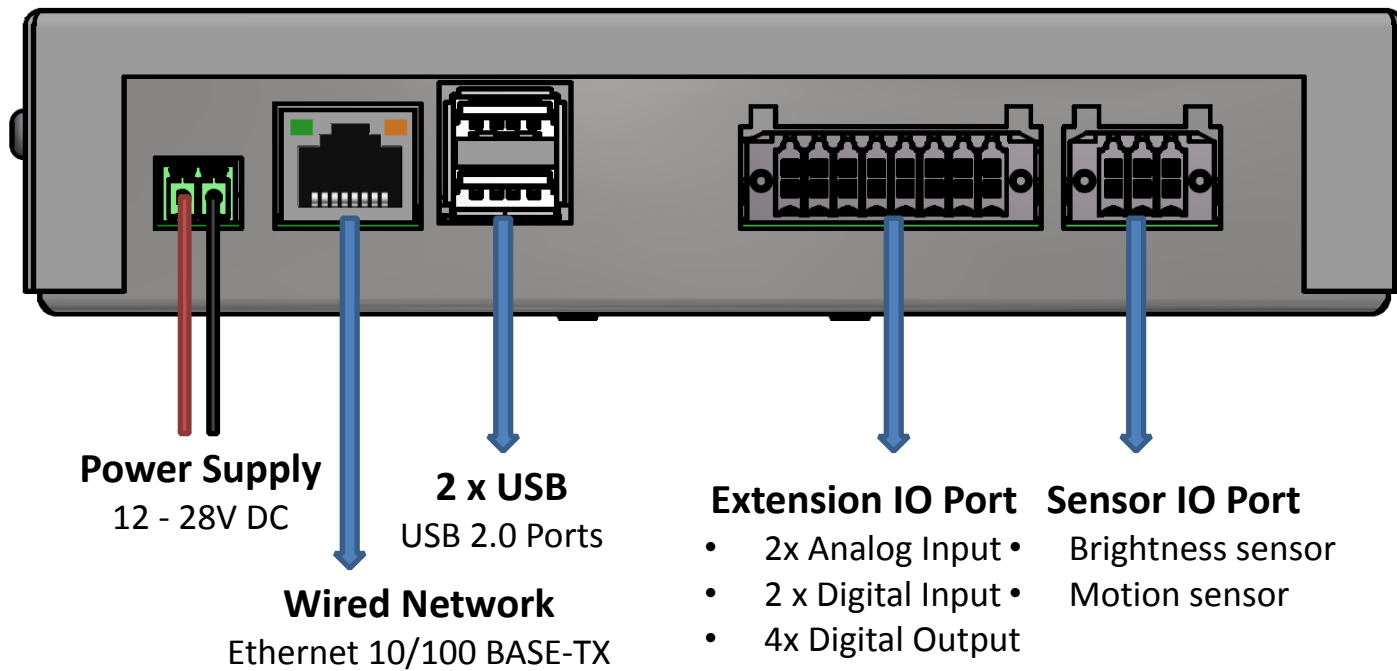 Power Supply
12 - 28V DC
Wired Network
Ethernet 10/100 BASE-TX
2 x USB
USB 2.0 Ports
Extension IO Port
• 2x Analog Input
• 2 x Digital Input
• 4x Digital Output
Sensor IO Port
• Brightness sensor
• Motion sensor